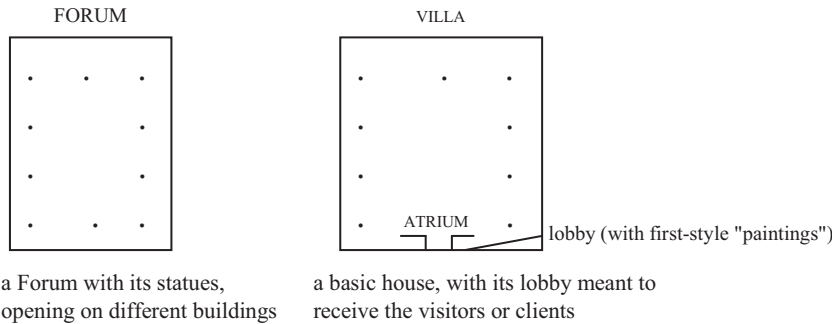 FORUM
VILLA
ATRIUM
lobby (with first-style "paintings")
a Forum with its statues,
opening on different buildings
a basic house, with its lobby meant to
receive the visitors or clients